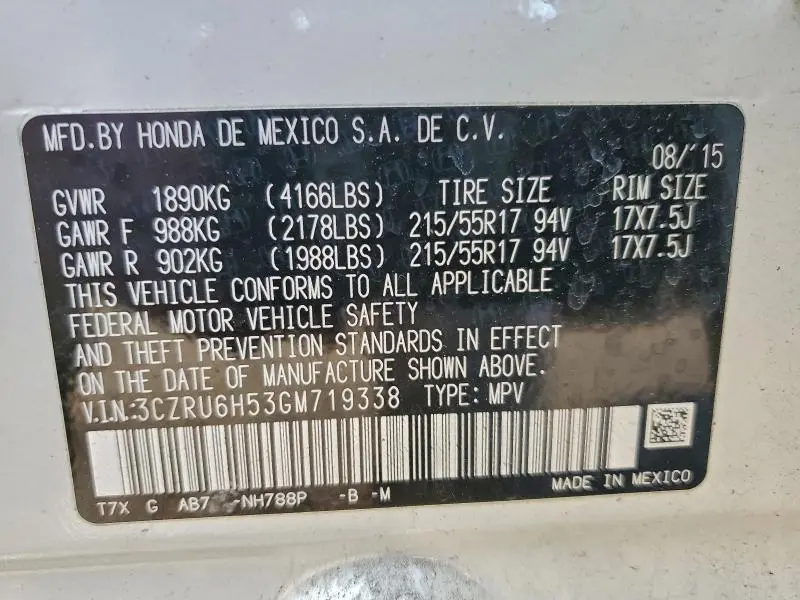 MFD.BY HONDA DE MEXICO S.A. DE C.V.
08/'15
GVWR 1890KG (4166LBS) TIRE SIZE RIM SIZE
GAWR F 988KG (2178LBS) 215/55R17 94V 17X7.5J
GAWR R 902KG (1988LBS) 215/55R17 94V 17X7.5J
THIS VEHICLE CONFORMS TO ALL APPLICABLE
FEDERAL MOTOR VEHICLE SAFETY
AND THEFT PREVENTION STANDARDS IN EFFECT
ON THE DATE OF MANUFACTURE SHOWN ABOVE.
V.I.N.:3CZRU6H53GM719338 TYPE: MPV
T7X G AB7 -NH788P -B -M MADE IN MEXICO